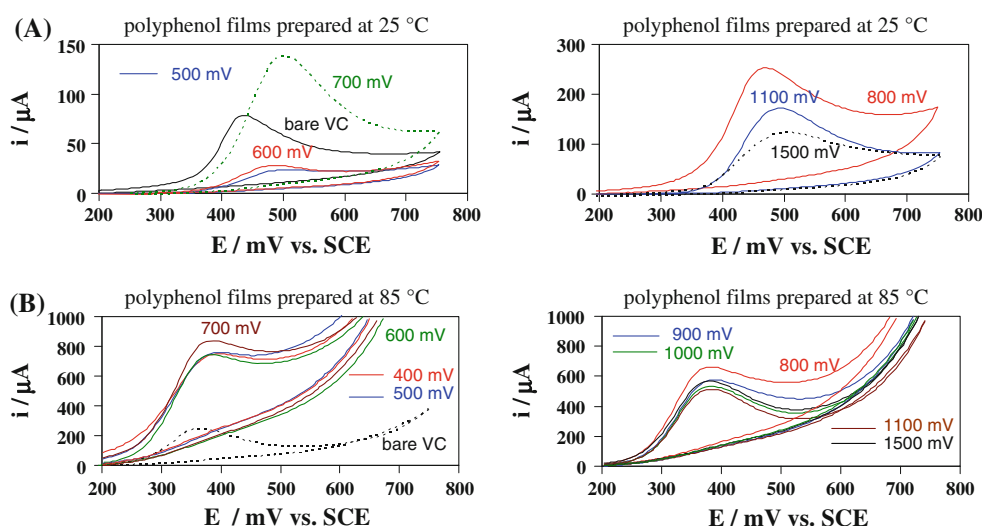 (A)
polyphenol films prepared at 25 °C
i / µA
150
100
50
0
500 mV
700 mV
bare VC
600 mV
200 300 400 500 600 700 800
E / mV vs. SCE
polyphenol films prepared at 25 °C
i / µA
300
200
100
0
1100 mV
800 mV
1500 mV
200 300 400 500 600 700 800
E / mV vs. SCE
(B)
polyphenol films prepared at 85 °C
i / µA
1000
800
600
400
200
0
700 mV
600 mV
400 mV
500 mV
bare VC
200 300 400 500 600 700 800
E / mV vs. SCE
polyphenol films prepared at 85 °C
i / µA
1000
800
600
400
200
0
900 mV
1000 mV
800 mV
1100 mV
1500 mV
200 300 400 500 600 700 800
E / mV vs. SCE